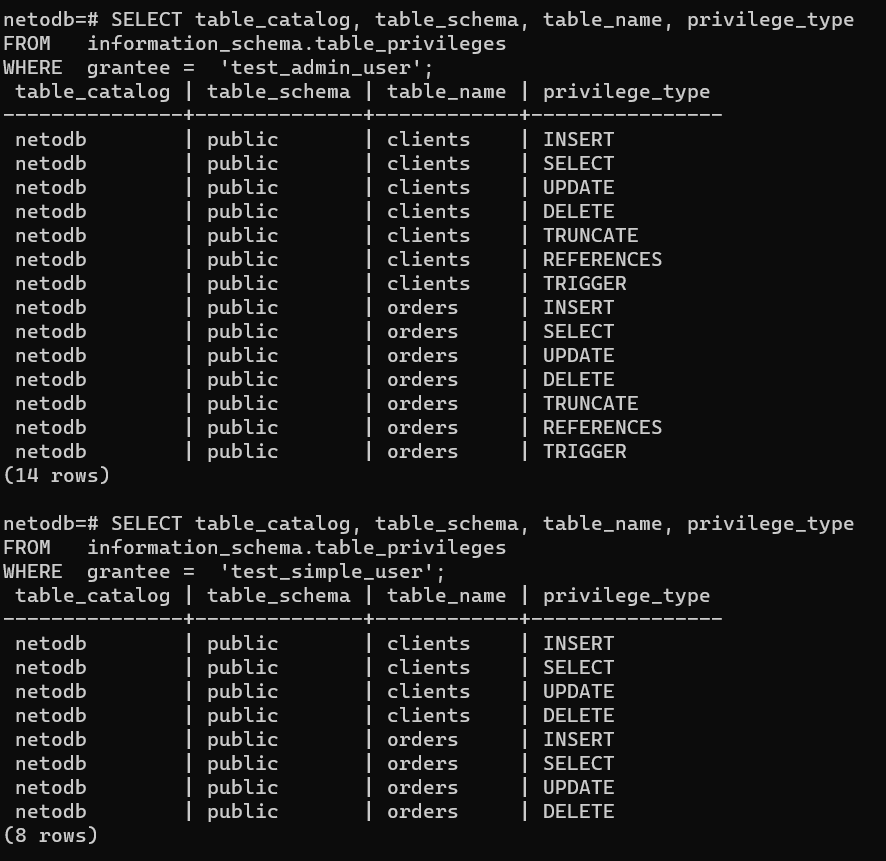 netodb=# SELECT table_catalog, table_schema, table_name, privilege_type
FROM   information_schema.table_privileges
WHERE  grantee =  'test_admin_user';
 table_catalog | table_schema | table_name | privilege_type
---------------+--------------+------------+----------------
 netodb        | public       | clients    | INSERT
 netodb        | public       | clients    | SELECT
 netodb        | public       | clients    | UPDATE
 netodb        | public       | clients    | DELETE
 netodb        | public       | clients    | TRUNCATE
 netodb        | public       | clients    | REFERENCES
 netodb        | public       | clients    | TRIGGER
 netodb        | public       | orders     | INSERT
 netodb        | public       | orders     | SELECT
 netodb        | public       | orders     | UPDATE
 netodb        | public       | orders     | DELETE
 netodb        | public       | orders     | TRUNCATE
 netodb        | public       | orders     | REFERENCES
 netodb        | public       | orders     | TRIGGER
(14 rows)

netodb=# SELECT table_catalog, table_schema, table_name, privilege_type
FROM   information_schema.table_privileges
WHERE  grantee =  'test_simple_user';
 table_catalog | table_schema | table_name | privilege_type
---------------+--------------+------------+----------------
 netodb        | public       | clients    | INSERT
 netodb        | public       | clients    | SELECT
 netodb        | public       | clients    | UPDATE
 netodb        | public       | clients    | DELETE
 netodb        | public       | orders     | INSERT
 netodb        | public       | orders     | SELECT
 netodb        | public       | orders     | UPDATE
 netodb        | public       | orders     | DELETE
(8 rows)